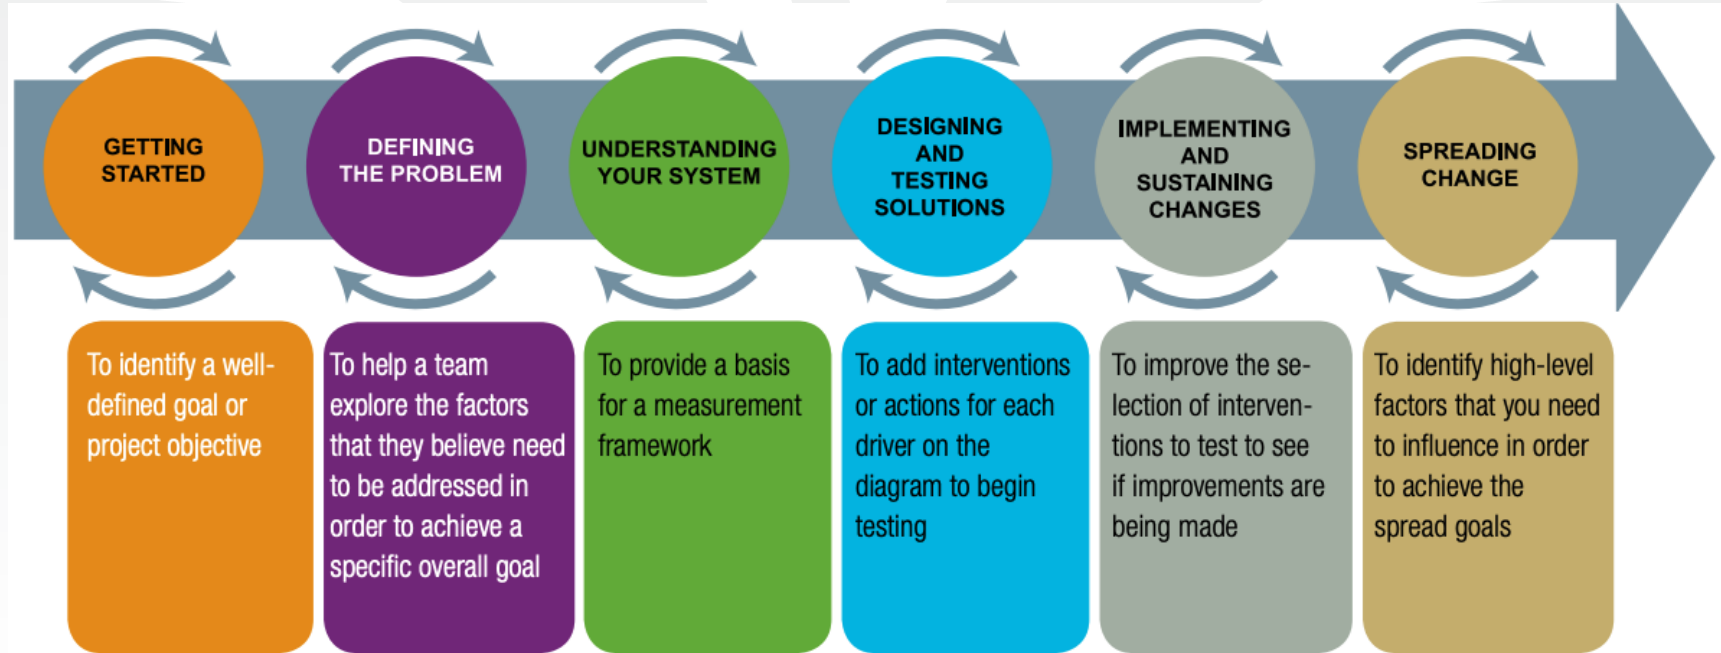 GETTING
STARTED
DEFINING
THE PROBLEM
UNDERSTANDING
YOUR SYSTEM
DESIGNING
AND
TESTING
SOLUTIONS
IMPLEMENTING
AND
SUSTAINING
CHANGES
SPREADING
CHANGE
To identify a well-
defined goal or
project objective
To help a team
explore the factors
that they believe need
to be addressed in
order to achieve a
specific overall goal
To provide a basis
for a measurement
framework
To add interventions
or actions for each
driver on the
diagram to begin
testing
To improve the se-
lection of interven-
tions to test to see
if improvements are
being made
To identify high-level
factors that you need
to influence in order
to achieve the
spread goals